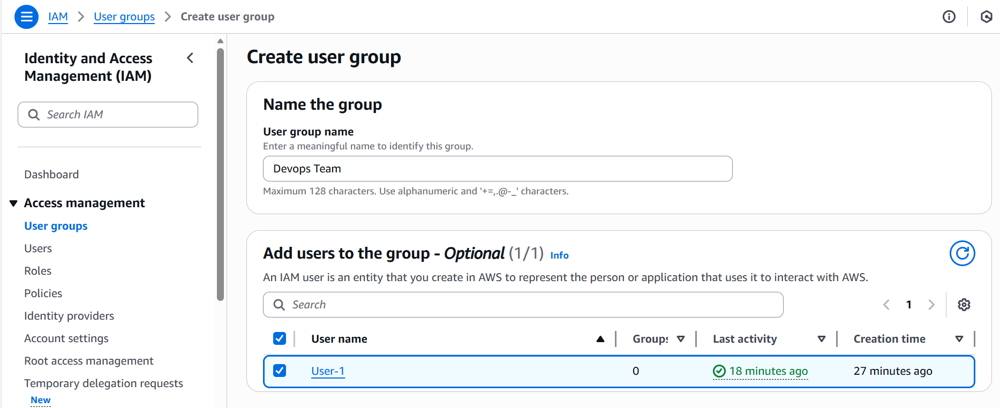 IAM > User groups > Create user group
Identity and Access
Management (IAM)
Search IAM
Dashboard
Access management
User groups
Users
Roles
Policies
Identity providers
Account settings
Root access management
Temporary delegation requests
New
Create user group
Name the group
User group name
Enter a meaningful name to identify this group.
Devops Team
Maximum 128 characters. Use alphanumeric and '+=,.@-_' characters.
Add users to the group - Optional (1/1) Info
An IAM user is an entity that you create in AWS to represent the person or application that uses it to interact with AWS.
Search
1
User name Groups Last activity Creation time
User-1 0 18 minutes ago 27 minutes ago